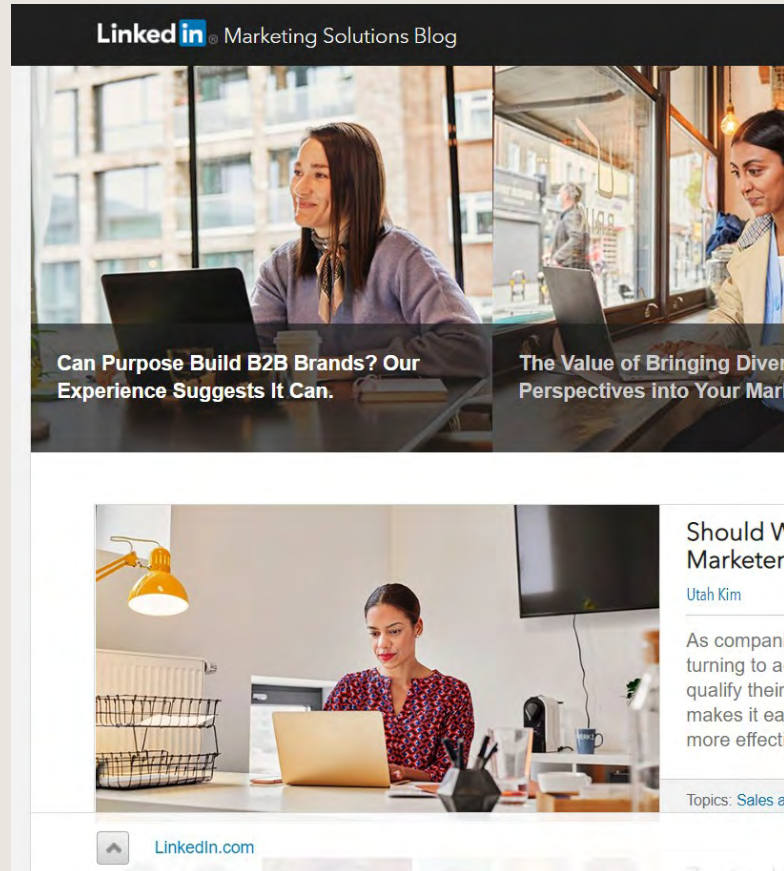 Linked in ® Marketing Solutions Blog
Can Purpose Build B2B Brands? Our
Experience Suggests It Can.
The Value of Bringing Diver
Perspectives into Your Mar
Should W
Marketer
Utah Kim
As compan
turning to a
qualify their
makes it ea
more effect
Topics: Sales a
LinkedIn.com